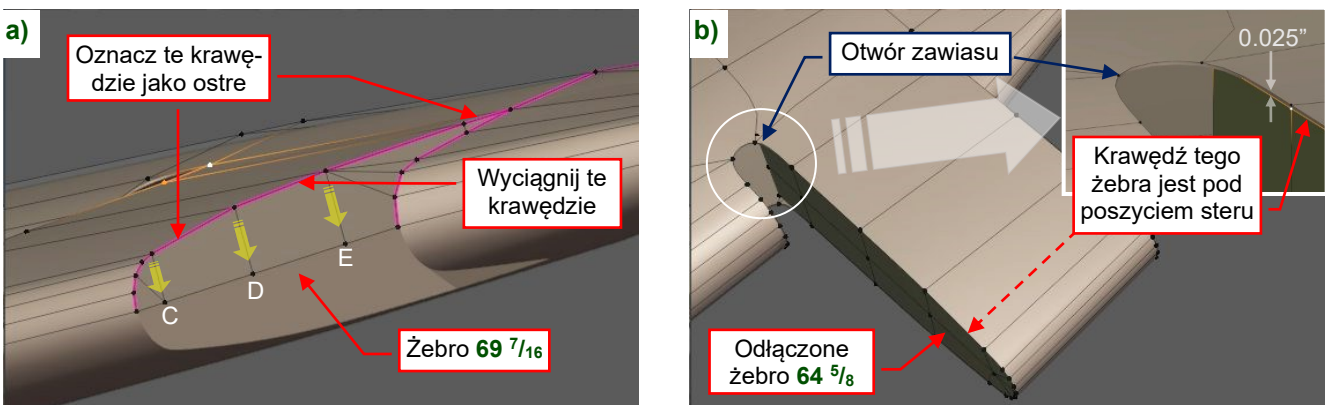 a)
Oznacz te krawę-
dzie jako ostre
Wyciągnij te
krawędzie
C
D
E
Żebro 69 7/16
b)
Otwór zawiasu
0.025”
Krawędź tego
żebra jest pod
poszyciem steru
Odłączone
żebro 64 5/8